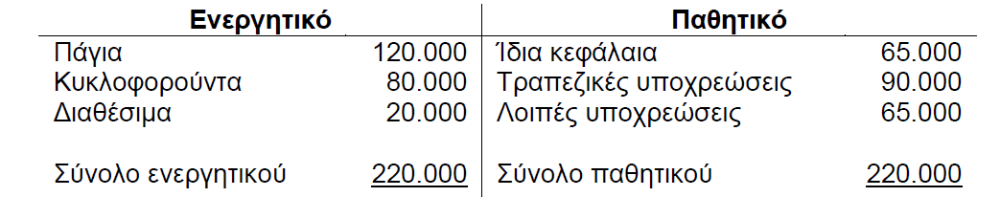 Ενεργητικό Παθητικό
Πάγια 120.000 Ίδια κεφάλαια 65.000
Κυκλοφορούντα 80.000 Τραπεζικές υποχρεώσεις 90.000
Διαθέσιμα 20.000 Λοιπές υποχρεώσεις 65.000
Σύνολο ενεργητικού 220.000 Σύνολο παθητικού 220.000